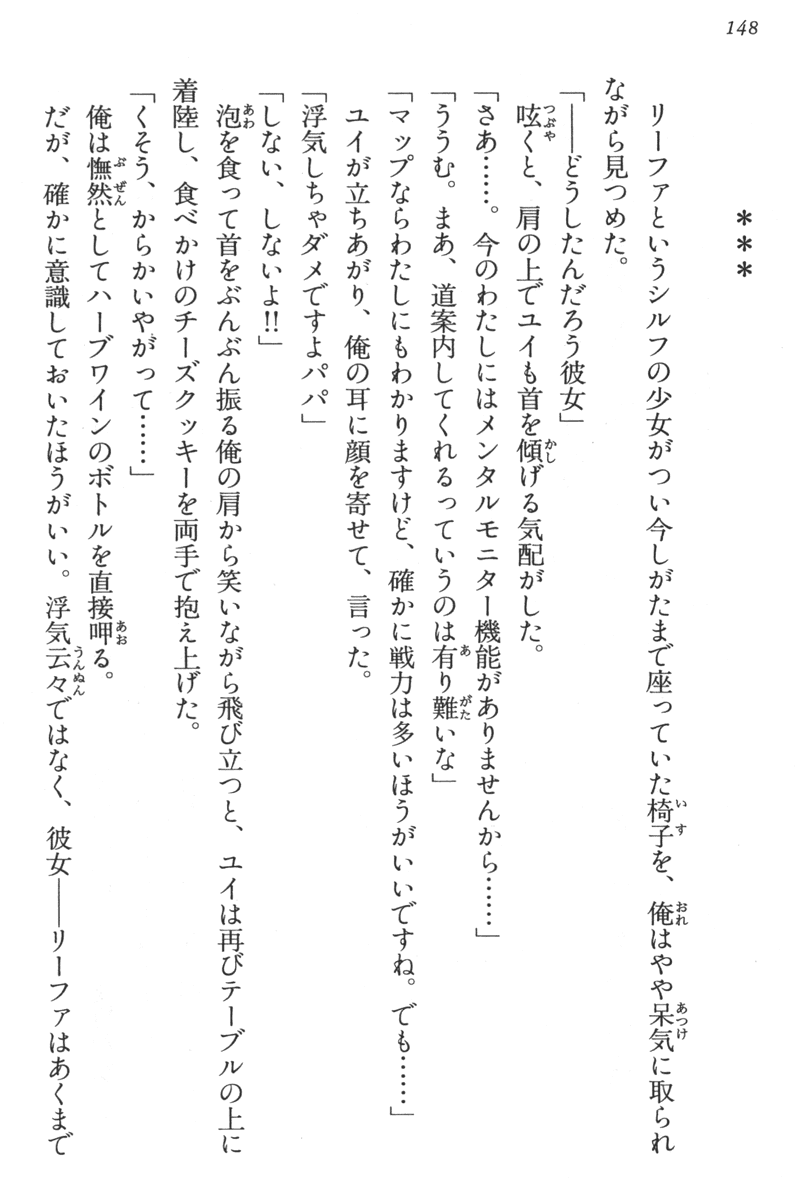 148
***
リーファというシルフの少女がつい今しがたまで座っていた椅子を、俺はやや呆気に取られ
ながら見つめた。
「――どうしたんだろう彼女」
呟くと、肩の上でユイも首を傾げる気配がした。
「さあ……。今のわたしにはメンタルモニター機能がありませんから……」
「ううむ。まあ、道案内してくれるっていうのは有り難いな」
「マップならわたしにもわかりますけど、確かに戦力は多いほうがいいですね。でも……」
ユイが立ちあがり、俺の耳に顔を寄せて、言った。
「浮気しちゃダメですよパパ」
「しない、しないよ!!」
泡を食って首をぶんぶん振る俺の肩から笑いながら飛び立つと、ユイは再びテーブルの上に
着陸し、食べかけのチーズクッキーを両手で抱え上げた。
「くそう、からかいやがって……」
俺は憮然としてハーブワインのボトルを直接呷る。
だが、確かに意識しておいたほうがいい。浮気云々ではなく、彼女――リーファはあくまで